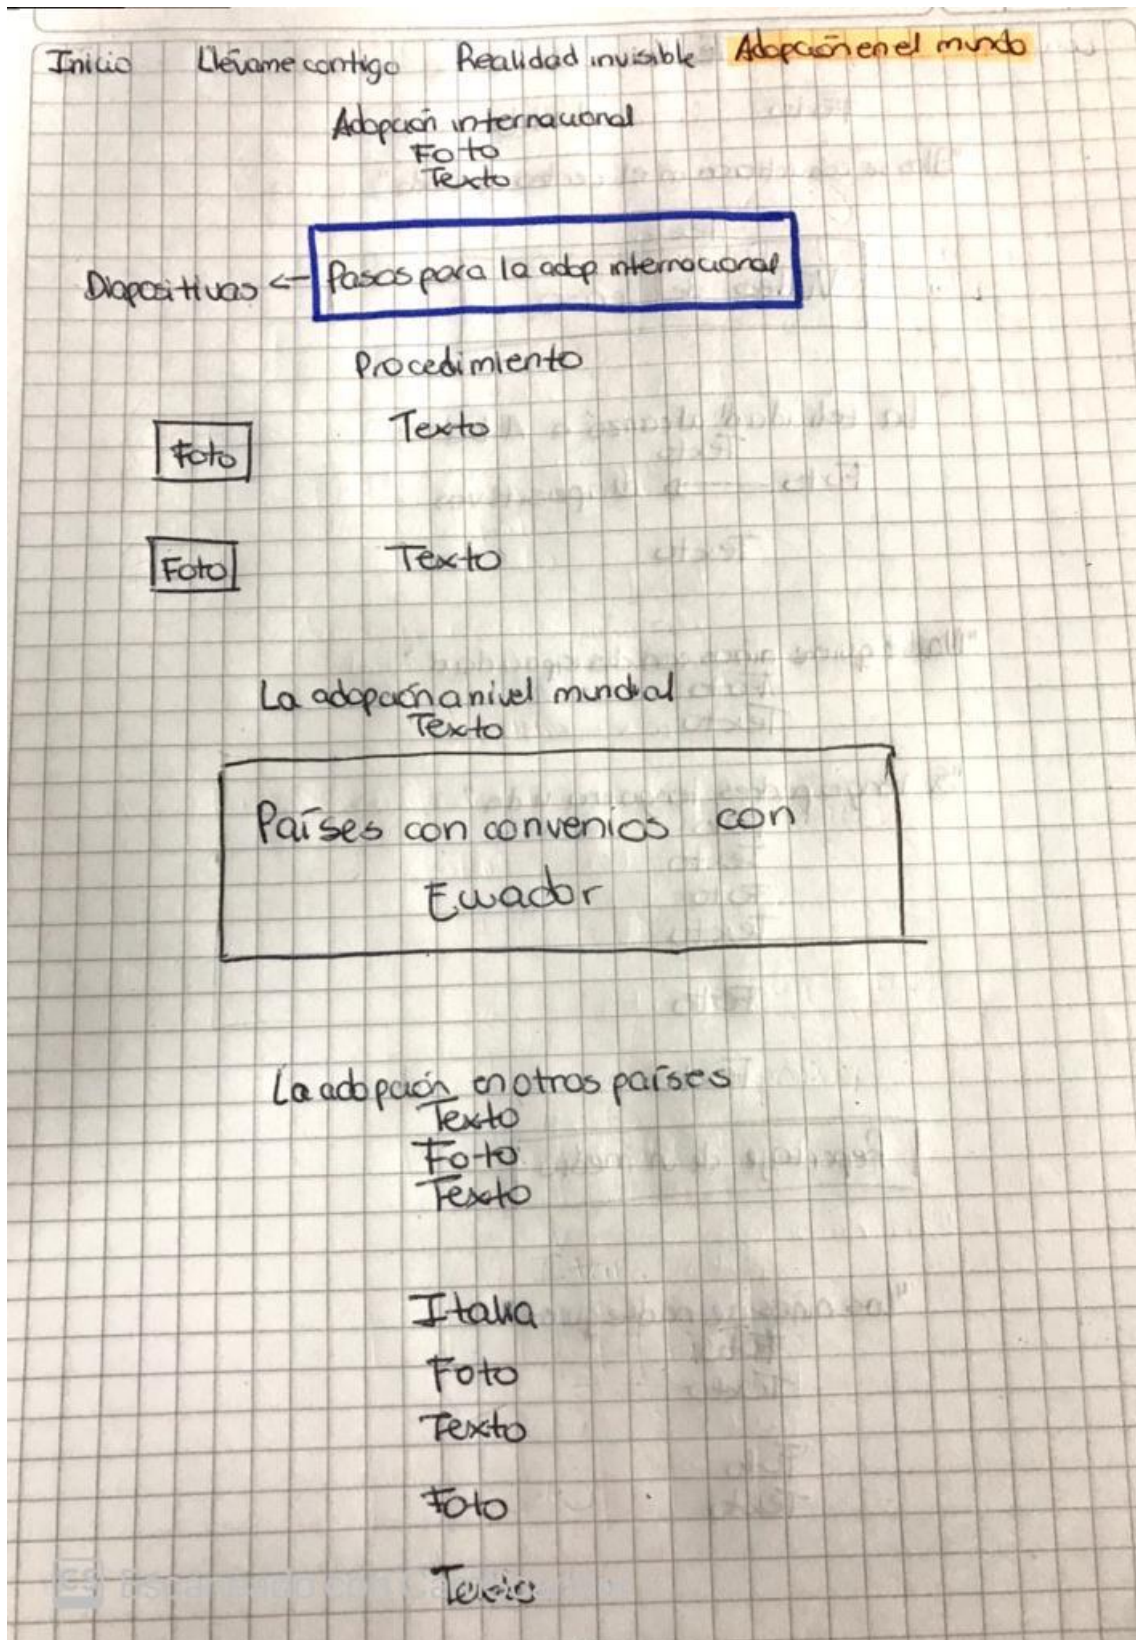 Inicio Llévame contigo Realidad invisible Adopción en el mundo
Adopción internacional
Foto
Texto
Diapositivas ← Pasos para la adop internacional
Procedimiento
Foto Texto
Foto Texto
La adopción a nivel mundial
Texto
Países con convenios con
Ecuador
La adopción en otros países
Texto
Foto
Texto
Italia
Foto
Texto
Foto
Texto